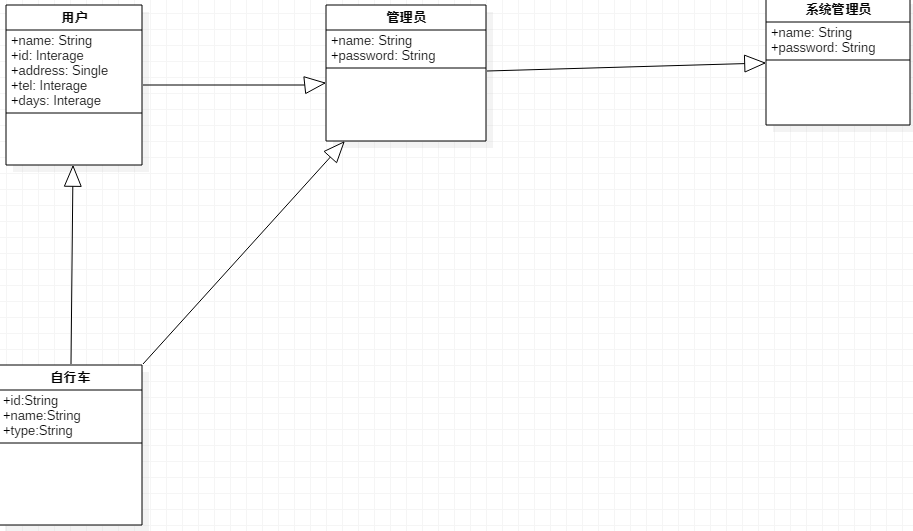 用户
+name: String
+id: Interage
+address: Single
+tel: Interage
+days: Interage
管理员
+name: String
+password: String
系统管理员
+name: String
+password: String
自行车
+id:String
+name:String
+type:String